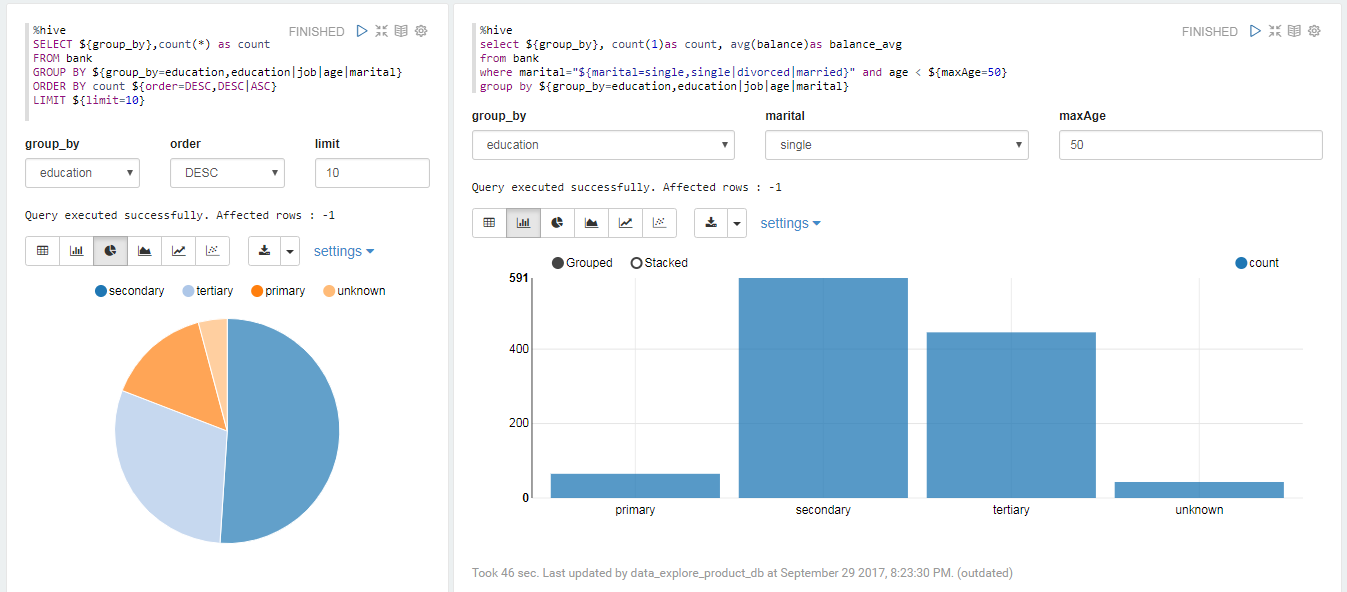 %hive
FINISHED
SELECT ${group_by},count(*) as count
FROM bank
GROUP BY ${group_by=education,education|job|age|marital}
ORDER BY count ${order=DESC,DESC|ASC}
LIMIT ${limit=10}
group_by order limit
education DESC 10
Query executed successfully. Affected rows : -1
settings
secondary tertiary primary unknown
%hive
FINISHED
select ${group_by}, count(1)as count, avg(balance)as balance_avg
from bank
where marital="${marital=single,single|divorced|married}" and age < ${maxAge=50}
group by ${group_by=education,education|job|age|marital}
group_by marital maxAge
education single 50
Query executed successfully. Affected rows : -1
settings
Grouped Stacked count
591
400
200
0
primary secondary tertiary unknown
Took 46 sec. Last updated by data_explore_product_db at September 29 2017, 8:23:30 PM. (outdated)